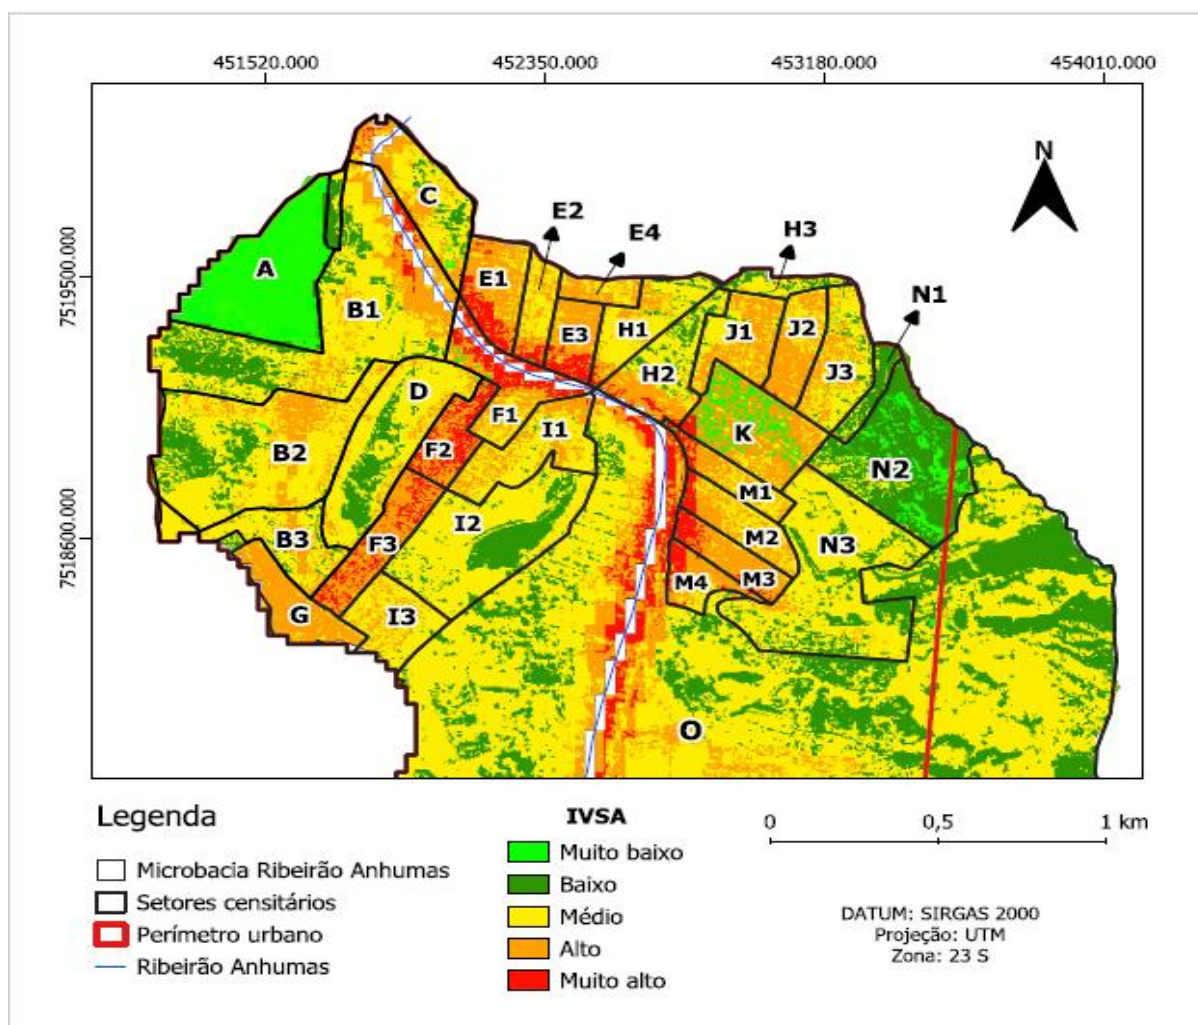 451520.000 452350.000 453180.000 454010.000
N
C
E2
E4
H3
7519500.000
A
E1
N1
B1
E3
H1
J1
J2
H2
J3
D
F1
I1
K
B2
F2
N2
M1
7518600.000
I2
B3
F3
M2
N3
M4
M3
G
I3
O
Legenda
Microbacia Ribeirão Anhumas
Setores censitários
Perímetro urbano
Ribeirão Anhumas
IVSA
Muito baixo
Baixo
Médio
Alto
Muito alto
0 0,5 1 km
DATUM: SIRGAS 2000
Projeção: UTM
Zona: 23 S